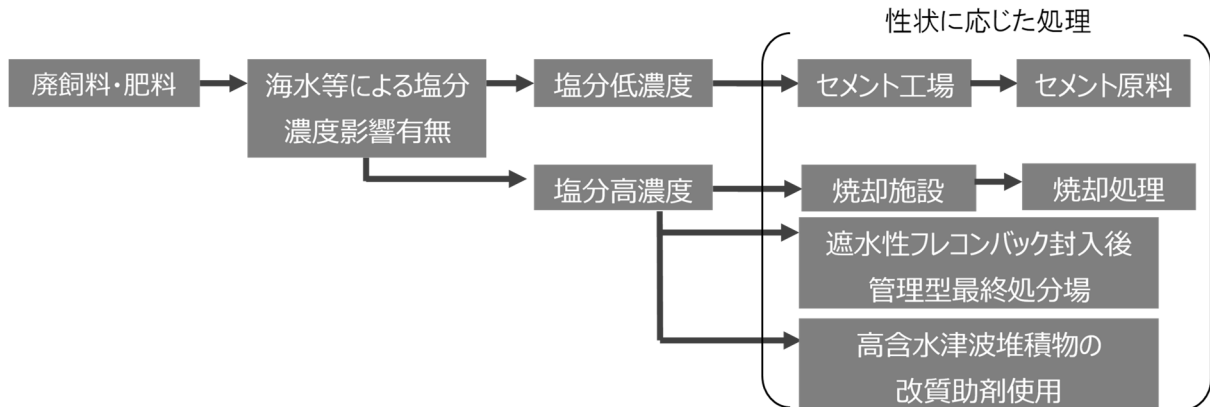 性状に応じた処理
廃飼料・肥料
海水等による塩分
濃度影響有無
塩分低濃度
セメント工場
セメント原料
塩分高濃度
焼却施設
焼却処理
遮水性フレコンバック封入後
管理型最終処分場
高含水津波堆積物の
改質助剤使用